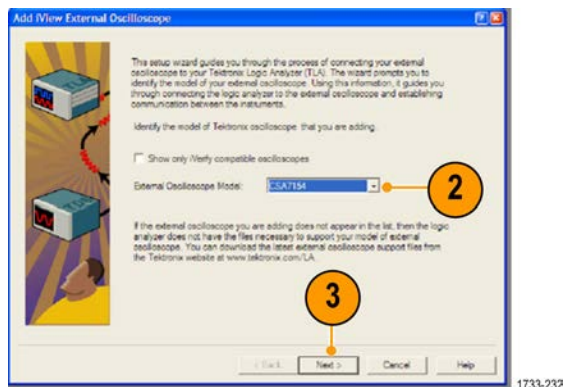 Add iView External Oscilloscope
This setup wizard guides you through the process of connecting your external
oscilloscope to your Tektronix Logic Analyzer (TLA). The wizard prompts you to
identify the model of your external oscilloscope. Using this information, it guides you
through connecting the logic analyzer to the external oscilloscope and establishing
communication between the instruments.
Identify the model of Tektronix oscilloscope that you are adding.
Show only iVerify compatible oscilloscopes
External Oscilloscope Model: CSA7154
2
If the external oscilloscope you are adding does not appear in the list, then the logic
analyzer does not have the files necessary to support your model of external
oscilloscope. You can download the latest external oscilloscope support files from
the Tektronix website at www.tektronix.com/LA.
3
< Back Next > Cancel Help
1733-232